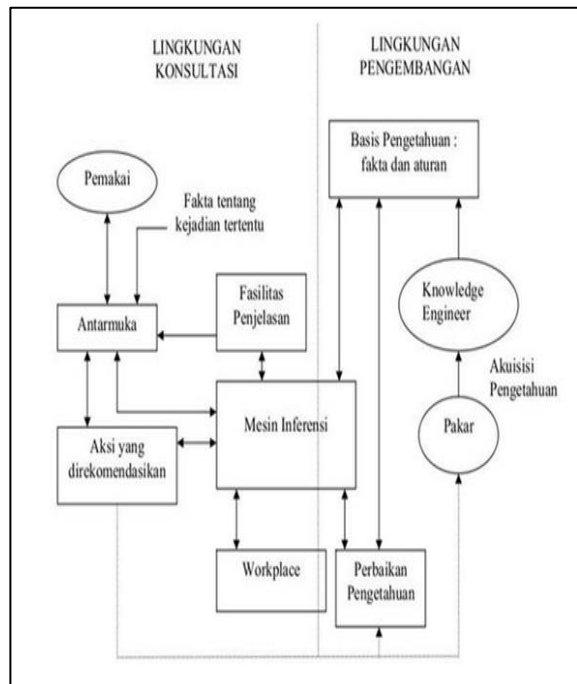 LINGKUNGAN
KONSULTASI
LINGKUNGAN
PENGEMBANGAN
Basis Pengetahuan :
fakta dan aturan
Pemakai
Fakta tentang
kejadian tertentu
Fasilitas
Penjelasan
Knowledge
Engineer
Antarmuka
Akuisisi
Pengetahuan
Mesin Inferensi
Pakar
Aksi yang
direkomendasikan
Workplace
Perbaikan
Pengetahuan